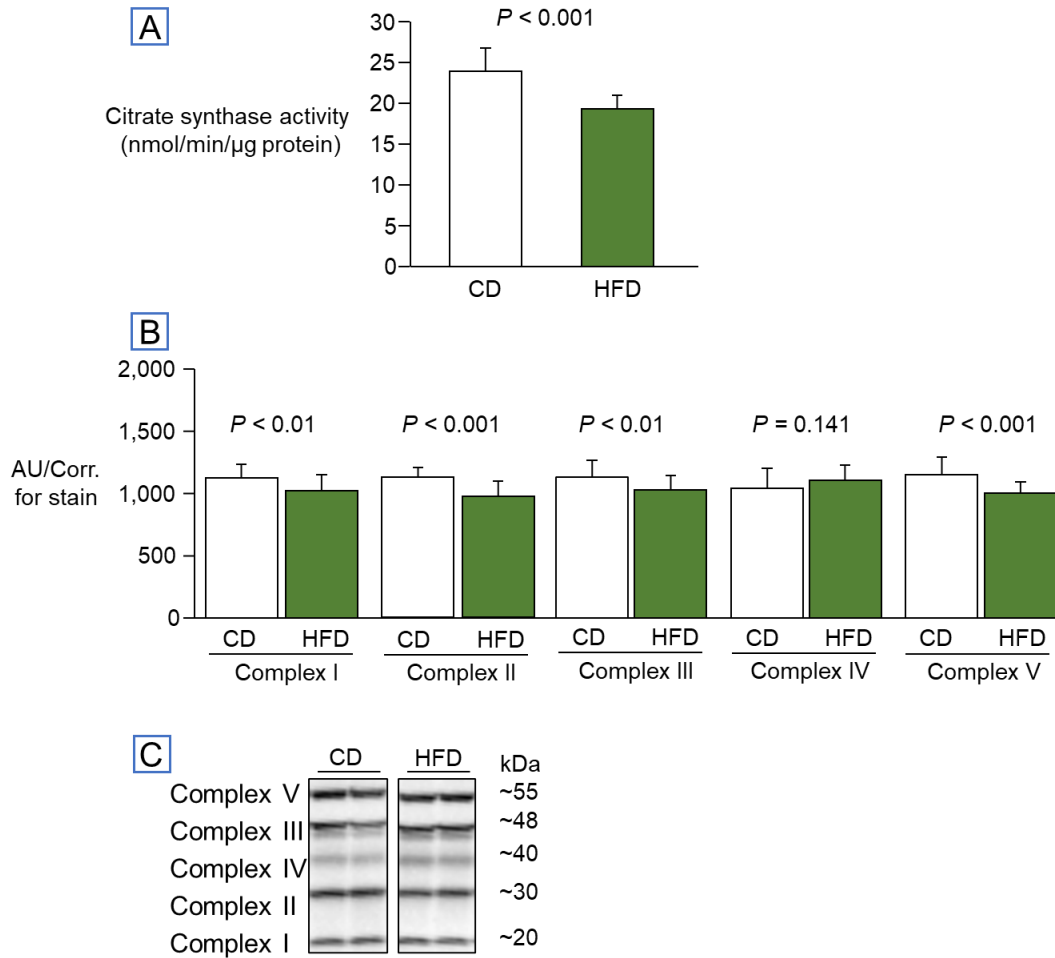 A
P < 0.001
30
25
20
15
10
5
0
Citrate synthase activity
(nmol/min/µg protein)
CD HFD
B
2,000
1,500
1,000
500
0
AU/Corr.
for stain
P < 0.01 P < 0.001 P < 0.01 P = 0.141 P < 0.001
CD HFD CD HFD CD HFD CD HFD CD HFD
Complex I Complex II Complex III Complex IV Complex V
C
CD HFD kDa
Complex V ~55
Complex III ~48
Complex IV ~40
Complex II ~30
Complex I ~20